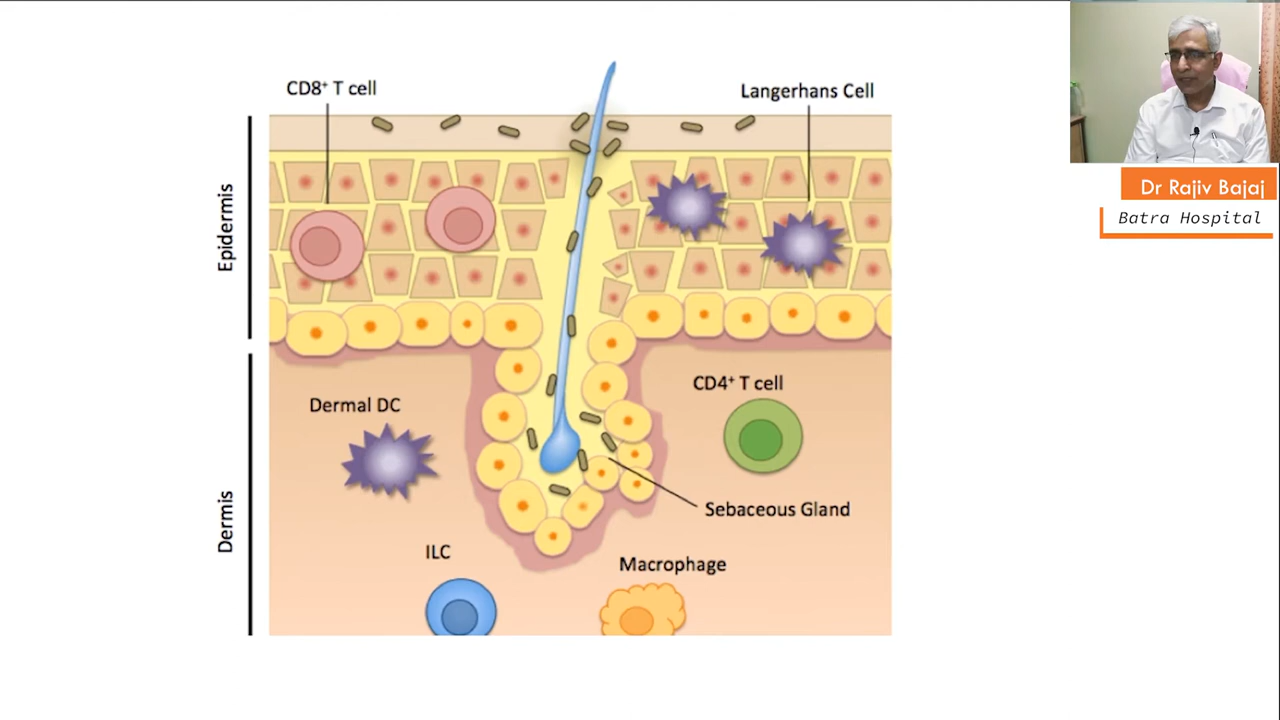 CD8⁺ T cell
Langerhans Cell
Epidermis
Dermal DC
CD4⁺ T cell
Dermis
Sebaceous Gland
ILC
Macrophage
Dr Rajiv Bajaj
Batra Hospital